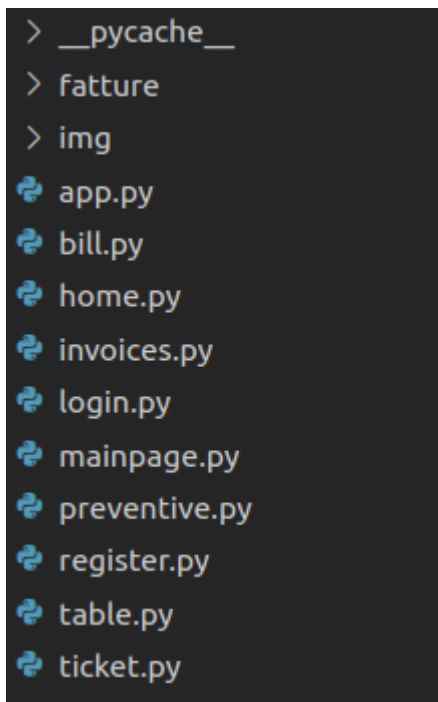 __pycache__
fatture
img
app.py
bill.py
home.py
invoices.py
login.py
mainpage.py
preventive.py
register.py
table.py
ticket.py